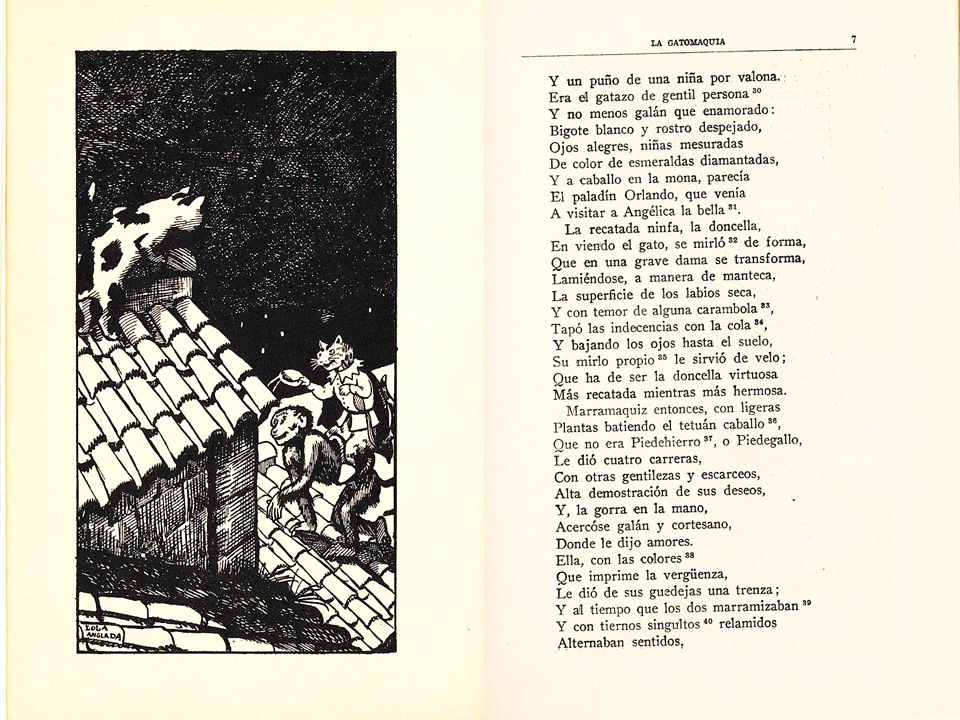 LOLA
ANGLADA
LA GATOMAQUIA 7
Y un puño de una niña por valona.
Era el gatazo de gentil persona ³⁰
Y no menos galán que enamorado:
Bigote blanco y rostro despejado,
Ojos alegres, niñas mesuradas
De color de esmeraldas diamantadas,
Y a caballo en la mona, parecía
El paladín Orlando, que venía
A visitar a Angélica la bella ³¹.
La recatada ninfa, la doncella,
En viendo el gato, se mirló ³² de forma,
Que en una grave dama se transforma,
Lamiéndose, a manera de manteca,
La superficie de los labios seca,
Y con temor de alguna carambola ³³,
Tapó las indecencias con la cola ³⁴,
Y bajando los ojos hasta el suelo,
Su mirlo propio ³⁵ le sirvió de velo;
Que ha de ser la doncella virtuosa
Más recatada mientras más hermosa.
Marramaquiz entonces, con ligeras
Plantas batiendo el tetuán caballo ³⁶,
Que no era Piedehierro ³⁷, o Piedegallo,
Le dió cuatro carreras,
Con otras gentilezas y escarceos,
Alta demostración de sus deseos,
Y, la gorra en la mano,
Acercóse galán y cortesano,
Donde le dijo amores.
Ella, con las colores ³⁸
Que imprime la vergüenza,
Le dió de sus guedejas una trenza;
Y al tiempo que los dos marramizaban ³⁹
Y con tiernos singultos ⁴⁰ relamidos
Alternaban sentidos,